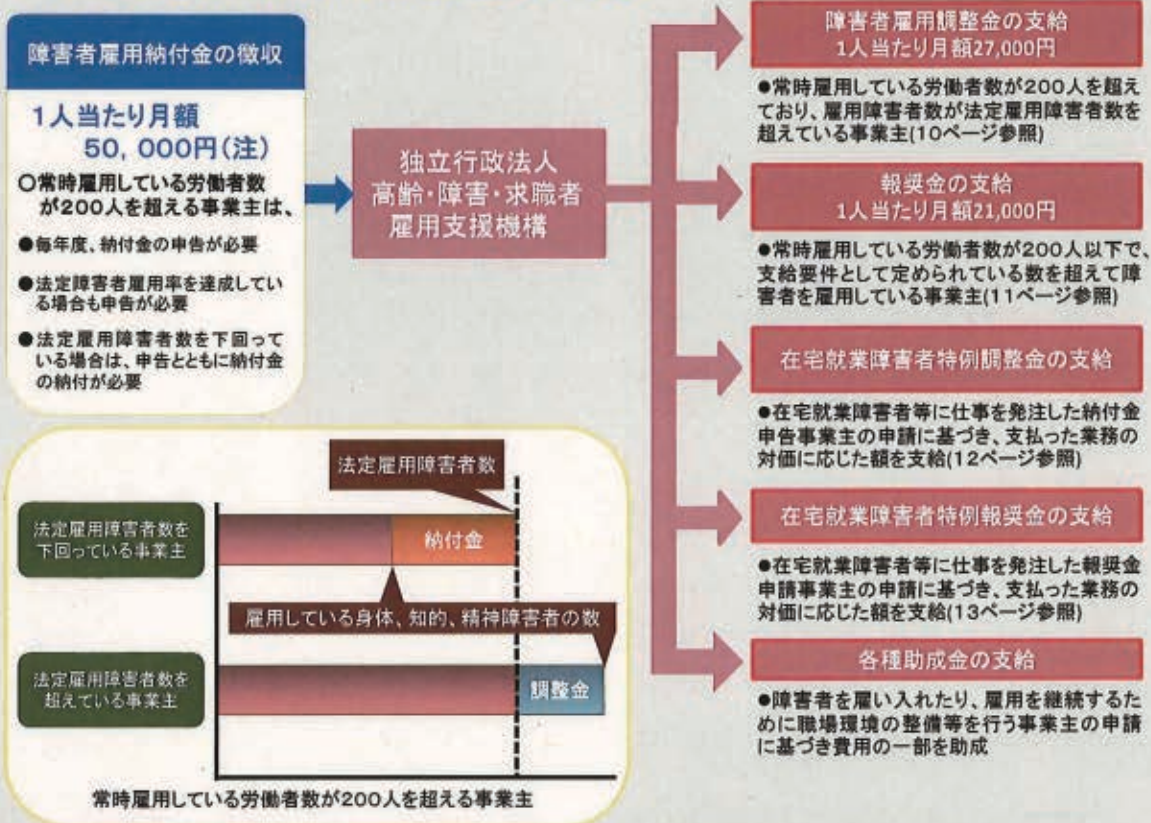 障害者雇用納付金の徴収
1人当たり月額
50,000円(注)
○常時雇用している労働者数
が200人を超える事業主は、
●毎年度、納付金の申告が必要
●法定障害者雇用率を達成してい
る場合も申告が必要
●法定雇用障害者数を下回って
いる場合は、申告とともに納付金
の納付が必要
独立行政法人
高齢・障害・求職者
雇用支援機構
障害者雇用調整金の支給
1人当たり月額27,000円
●常時雇用している労働者数が200人を超え
ており、雇用障害者数が法定雇用障害者数を
超えている事業主(10ページ参照)
報奨金の支給
1人当たり月額21,000円
●常時雇用している労働者数が200人以下で、
支給要件として定められている数を超えて障
害者を雇用している事業主(11ページ参照)
在宅就業障害者特例調整金の支給
●在宅就業障害者等に仕事を発注した納付金
申告事業主の申請に基づき、支払った業務の
対価に応じた額を支給(12ページ参照)
在宅就業障害者特例報奨金の支給
●在宅就業障害者等に仕事を発注した報奨金
申請事業主の申請に基づき、支払った業務の
対価に応じた額を支給(13ページ参照)
各種助成金の支給
●障害者を雇い入れたり、雇用を継続するた
めに職場環境の整備等を行う事業主の申請
に基づき費用の一部を助成
法定雇用障害者数
法定雇用障害者数を
下回っている事業主
納付金
雇用している身体、知的、精神障害者の数
法定雇用障害者数を
超えている事業主
調整金
常時雇用している労働者数が200人を超える事業主